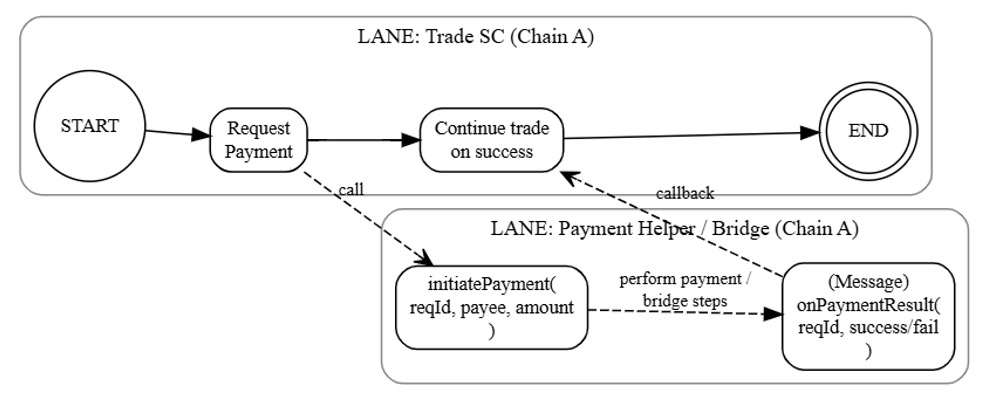 LANE: Trade SC (Chain A)
START
Request
Payment
Continue trade
on success
END
call
callback
LANE: Payment Helper / Bridge (Chain A)
initiatePayment(
reqId, payee, amount
)
perform payment /
bridge steps
(Message)
onPaymentResult(
reqId, success/fail
)